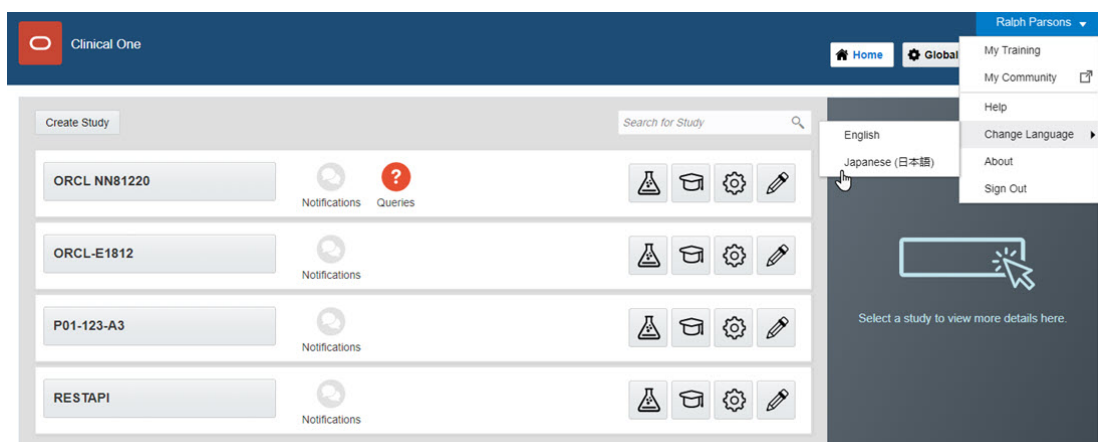 Clinical One
Ralph Parsons
Home
Global
My Training
My Community
Help
Change Language
About
Sign Out
English
Japanese (日本語)
Create Study
Search for Study
ORCL NN81220
Notifications
?
Queries
ORCL-E1812
Notifications
P01-123-A3
Notifications
RESTAPI
Notifications
Select a study to view more details here.